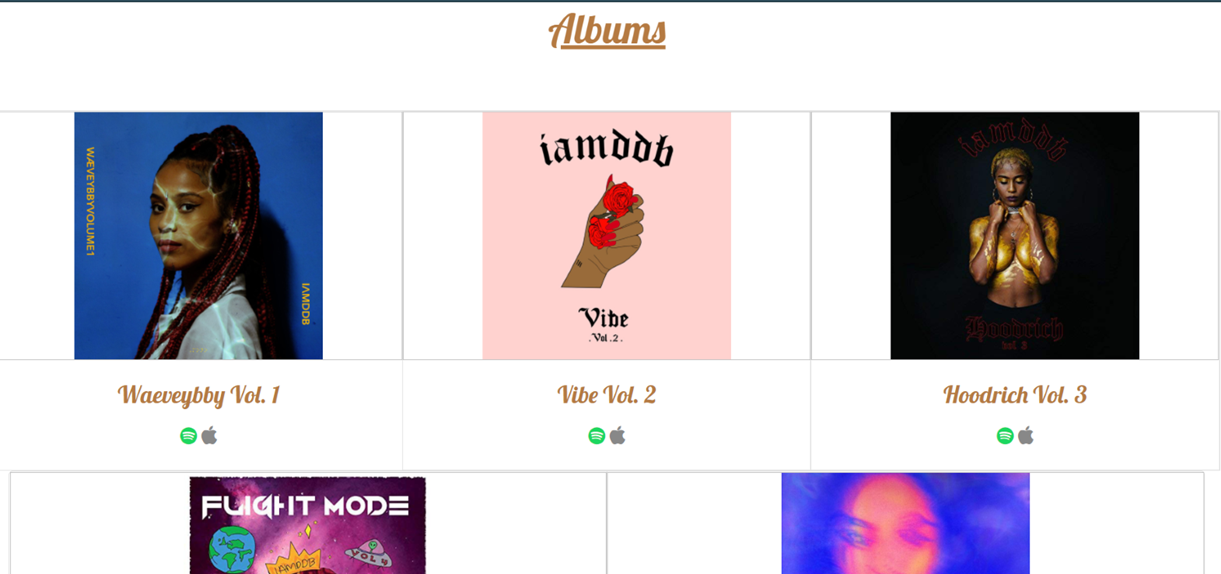 Albums
WÆVEYBBYVOLUME1
IAMDDB
iamddb
Vibe
.Vol.2.
iamddb
Hoodrich
vol 3
Waeveybby Vol. 1
Vibe Vol. 2
Hoodrich Vol. 3
FLIGHT MODE
IAMDDB
VOL 4